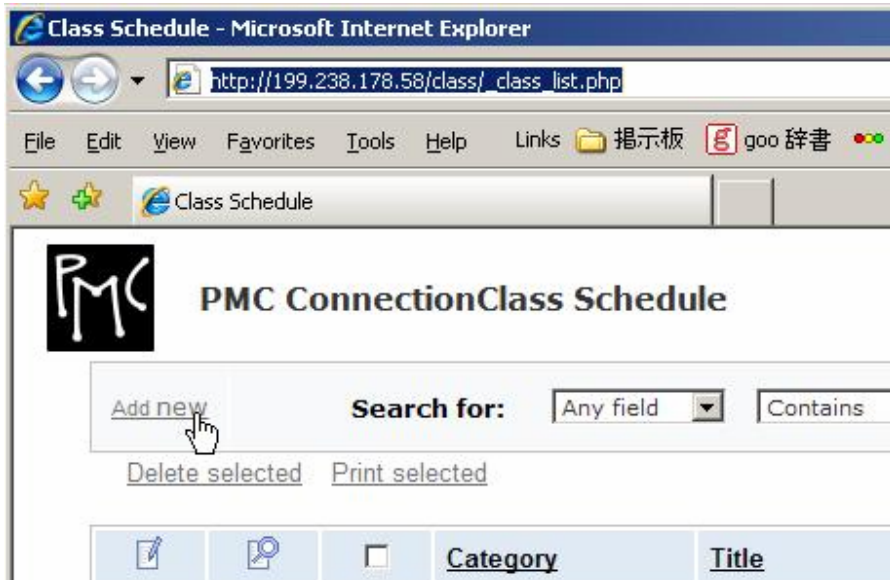 Class Schedule - Microsoft Internet Explorer
http://199.238.178.58/class/_class_list.php
File Edit View Favorites Tools Help Links 掲示板 goo 辞書
Class Schedule
PMC PMC ConnectionClass Schedule
Add new Search for: Any field Contains
Delete selected Print selected
Category Title